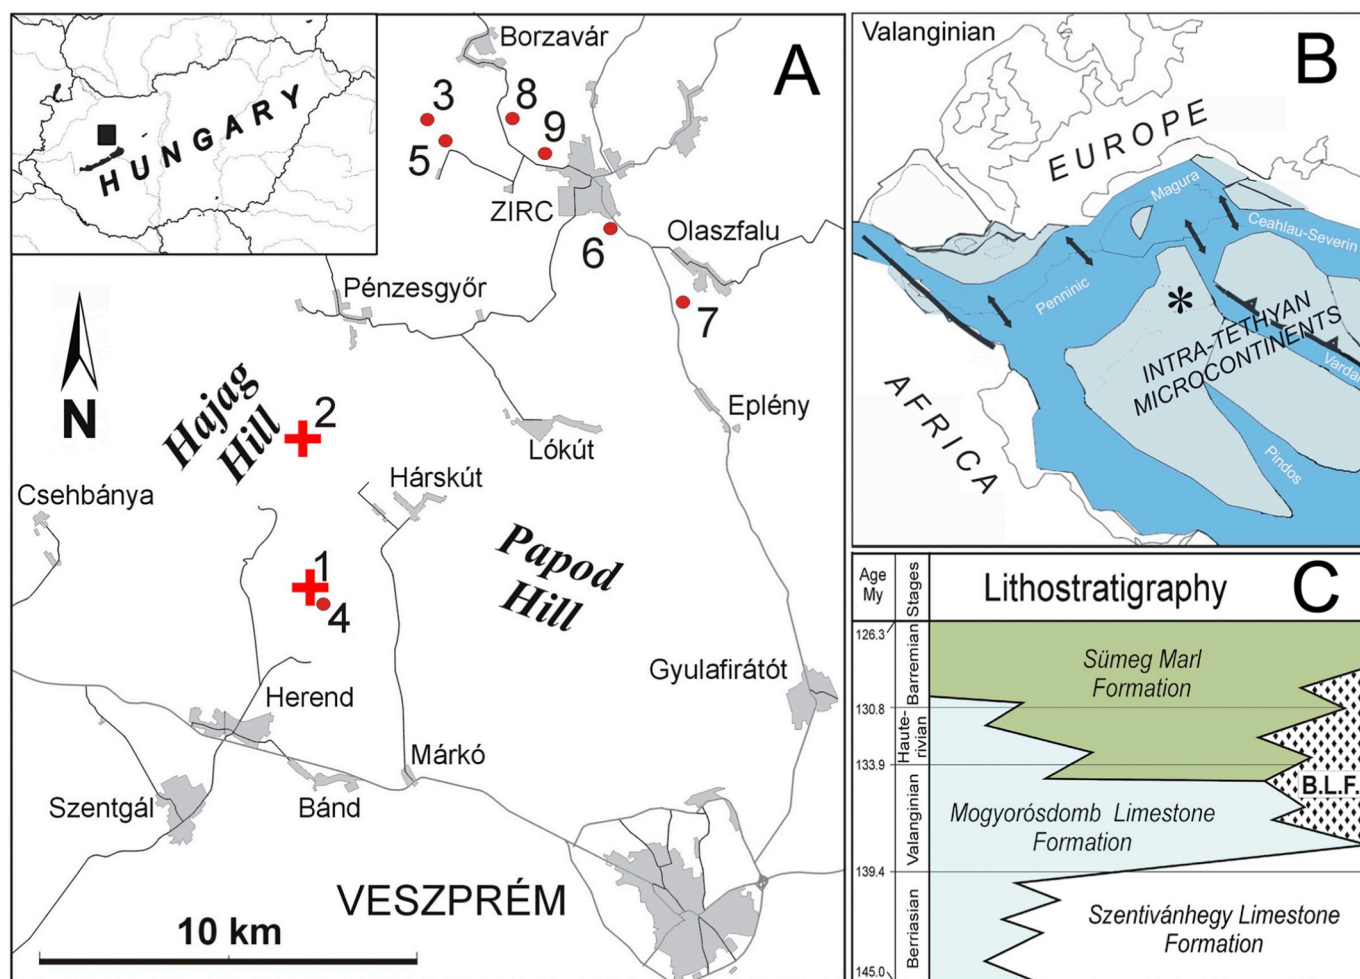 HUNGARY
A
Borzavár
3
8
9
5
ZIRC
6
Olaszfalu
7
Pénzesgyőr
N
Hajag
Hill
2
Eplény
Lókút
Hárskút
Csehbánya
Papod
Hill
1
4
Gyulafirátót
Herend
Márkó
Szentgál
Bánd
VESZPRÉM
10 km
Valanginian
B
EUROPE
Magura
Ceahlau-Severin
Penninic
*
INTRA-TETHYAN
MICROCONTINENTS
Vardar
AFRICA
Pindos
Age
My
Stages
Lithostratigraphy
C
126.3
Barremian
Sümeg Marl
Formation
130.8
Haute-
rivian
133.9
B.L.F.
Valanginian
Mogyorósdomb Limestone
Formation
139.4
Berriasian
Szentivánhegy Limestone
Formation
145.0